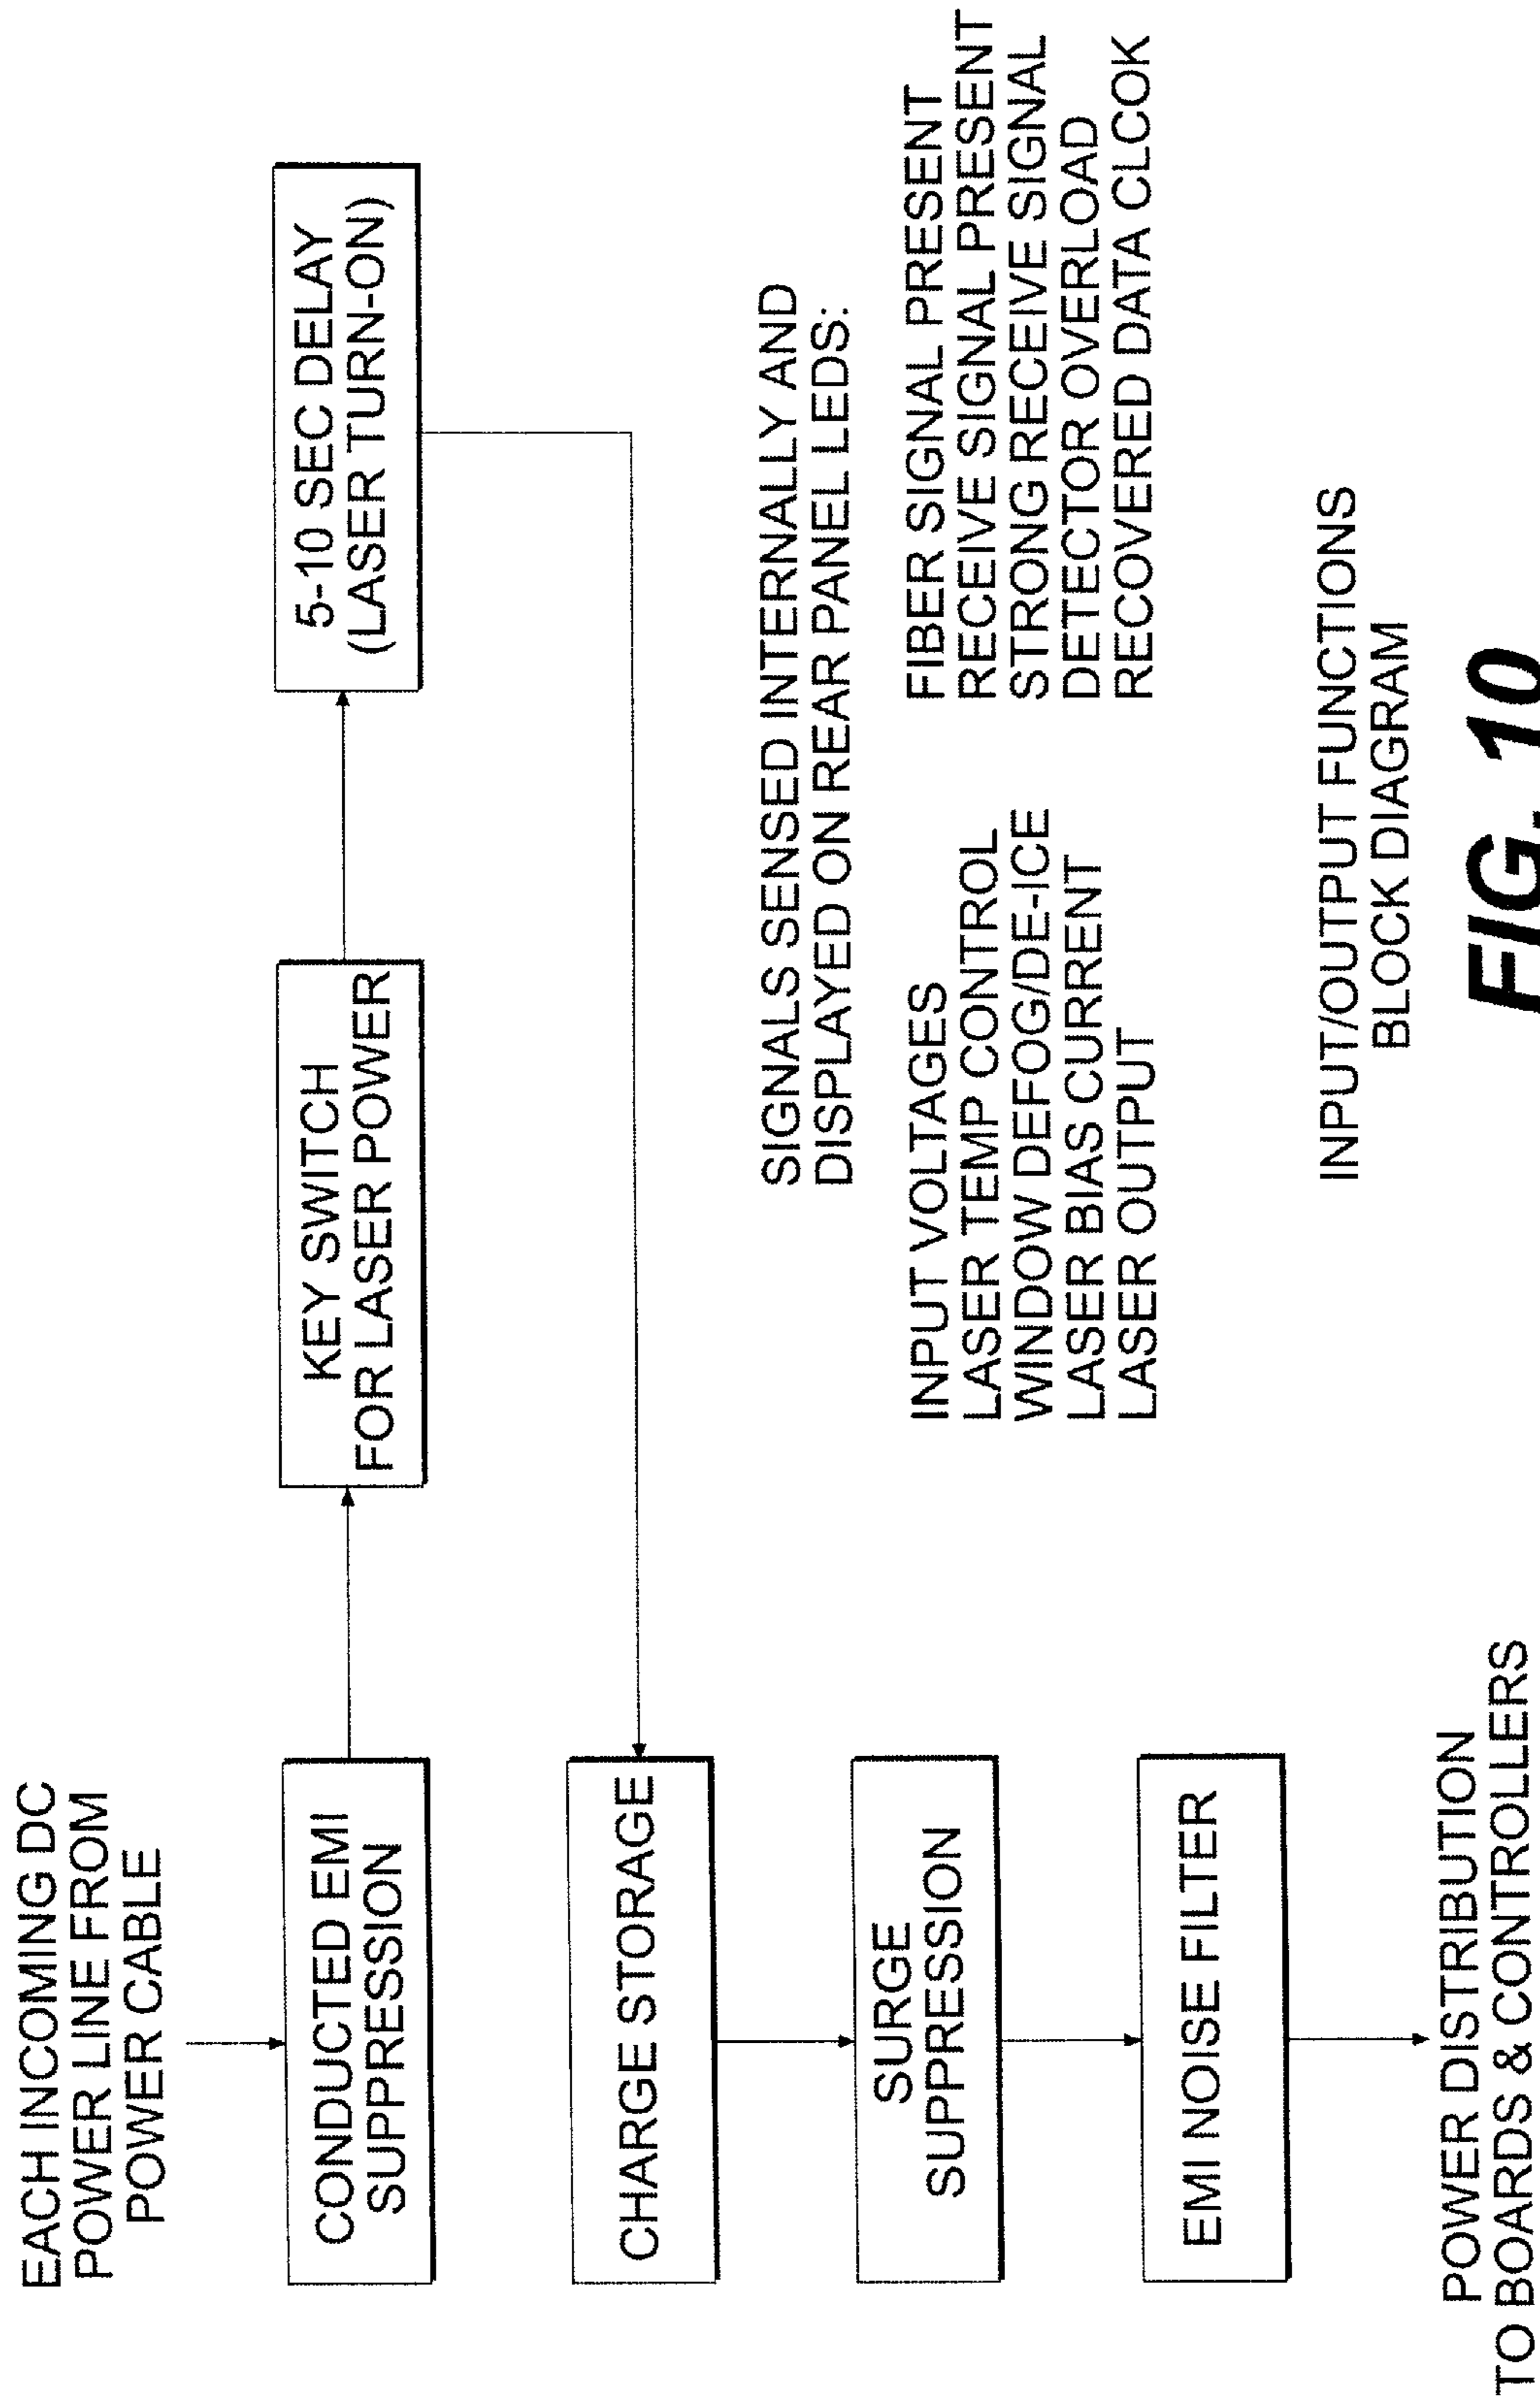 EACH INCOMING DC
POWER LINE FROM
POWER CABLE
CONDUCTED EMI
SUPPRESSION
KEY SWITCH
FOR LASER POWER
5-10 SEC DELAY
(LASER TURN-ON)
CHARGE STORAGE
SURGE
SUPPRESSION
EMI NOISE FILTER
POWER DISTRIBUTION
TO BOARDS & CONTROLLERS
SIGNALS SENSED INTERNALLY AND
DISPLAYED ON REAR PANEL LEDS:
INPUT VOLTAGES
LASER TEMP CONTROL
WINDOW DEFOG/DE-ICE
LASER BIAS CURRENT
LASER OUTPUT
FIBER SIGNAL PRESENT
RECEIVE SIGNAL PRESENT
STRONG RECEIVE SIGNAL
DETECTOR OVERLOAD
RECOVERED DATA CLCOK
INPUT/OUTPUT FUNCTIONS
BLOCK DIAGRAM
FIG. 10